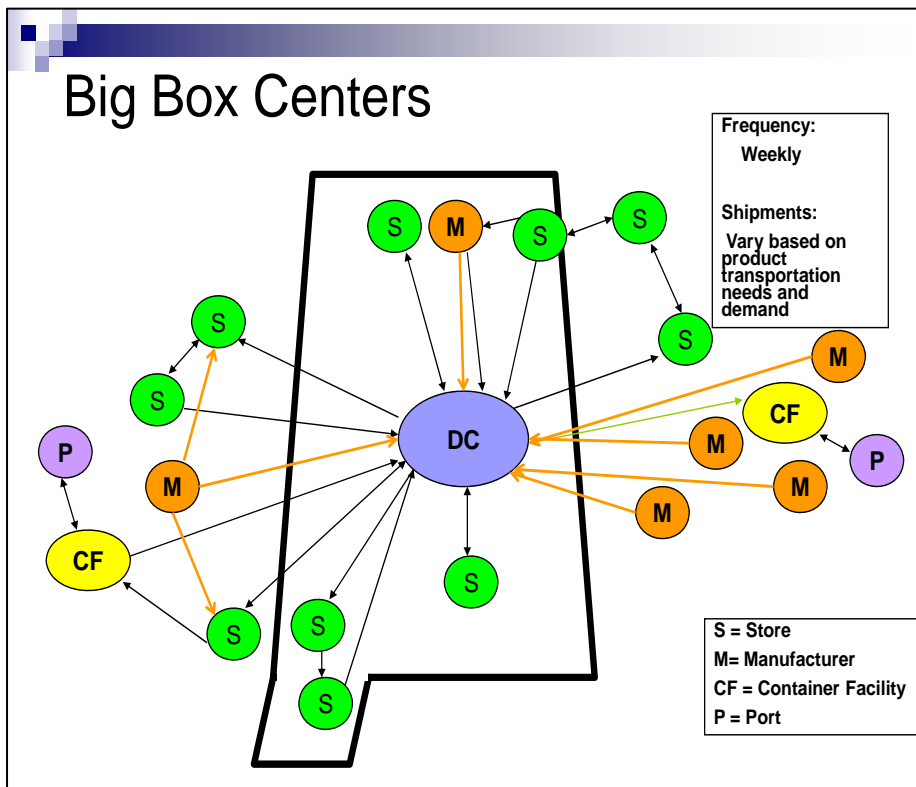 Big Box Centers
Frequency:
Weekly
Shipments:
Vary based on
product
transportation
needs and
demand
S
M
S
S
S
S
S
M
CF
P
DC
M
P
M
M
M
CF
S
S
S
S
S = Store
M= Manufacturer
CF = Container Facility
P = Port